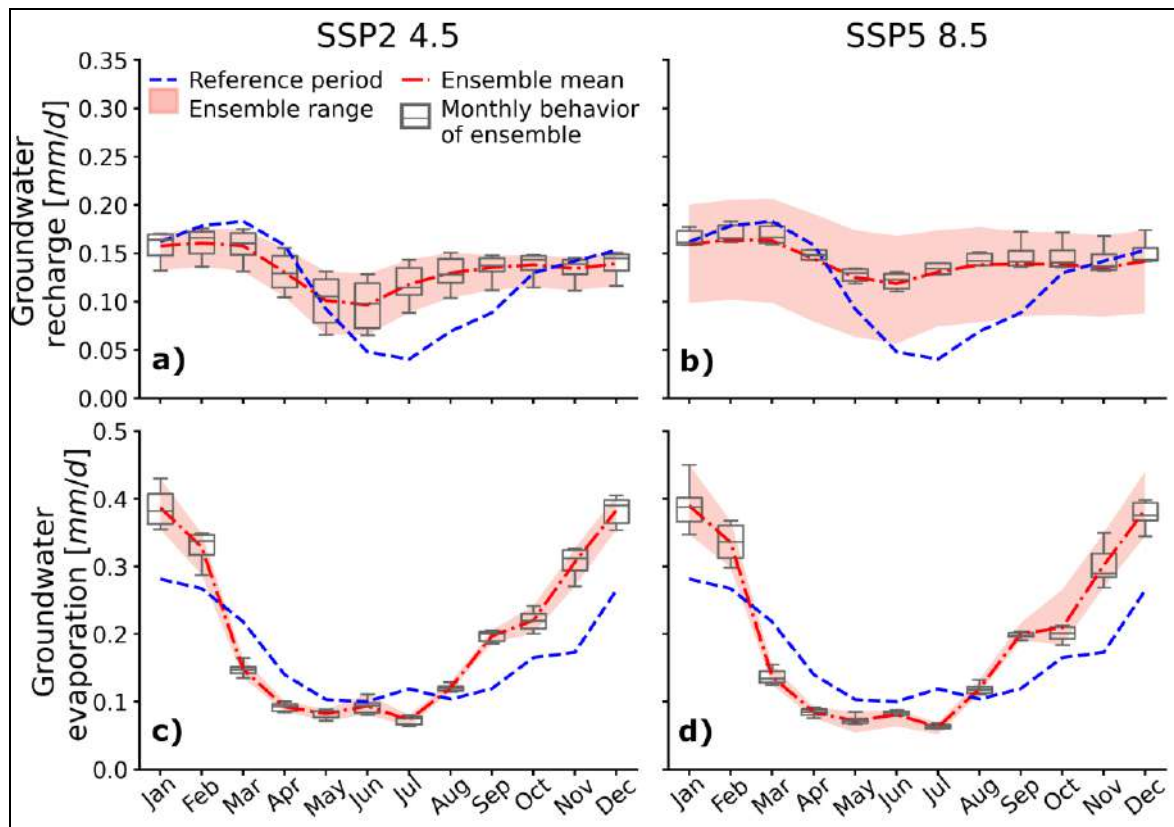 SSP2 4.5
SSP5 8.5
Groundwater
recharge [mm/d]
0.35
0.30
0.25
0.20
0.15
0.10
0.05
0.00
Reference period
Ensemble range
Ensemble mean
Monthly behavior
of ensemble
a)
b)
Groundwater
evaporation [mm/d]
0.5
0.4
0.3
0.2
0.1
0.0
c)
d)
Jan Feb Mar Apr May Jun Jul Aug Sep Oct Nov Dec
Jan Feb Mar Apr May Jun Jul Aug Sep Oct Nov Dec